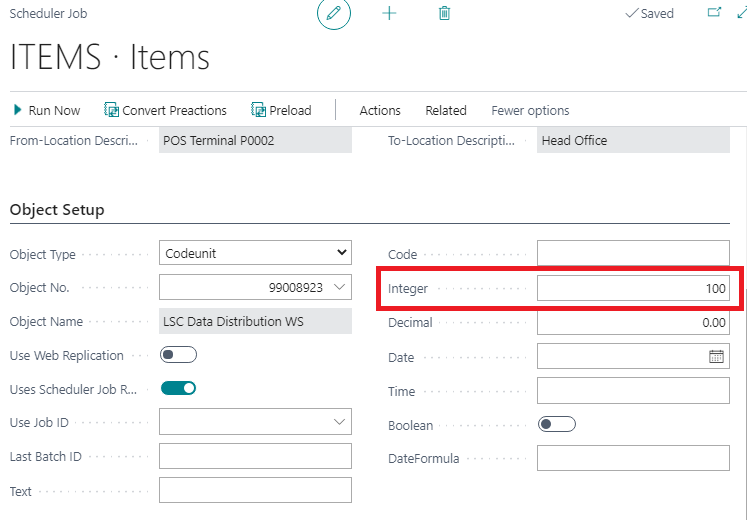 Scheduler Job
Saved
ITEMS · Items
Run Now Convert Preactions Preload Actions Related Fewer options
From-Location Descri... POS Terminal P0002
To-Location Descripti... Head Office
Object Setup
Object Type Codeunit
Object No. 99008923
Object Name LSC Data Distribution WS
Use Web Replication
Uses Scheduler Job R...
Use Job ID
Last Batch ID
Text
Code
Integer 100
Decimal 0.00
Date
Time
Boolean
DateFormula